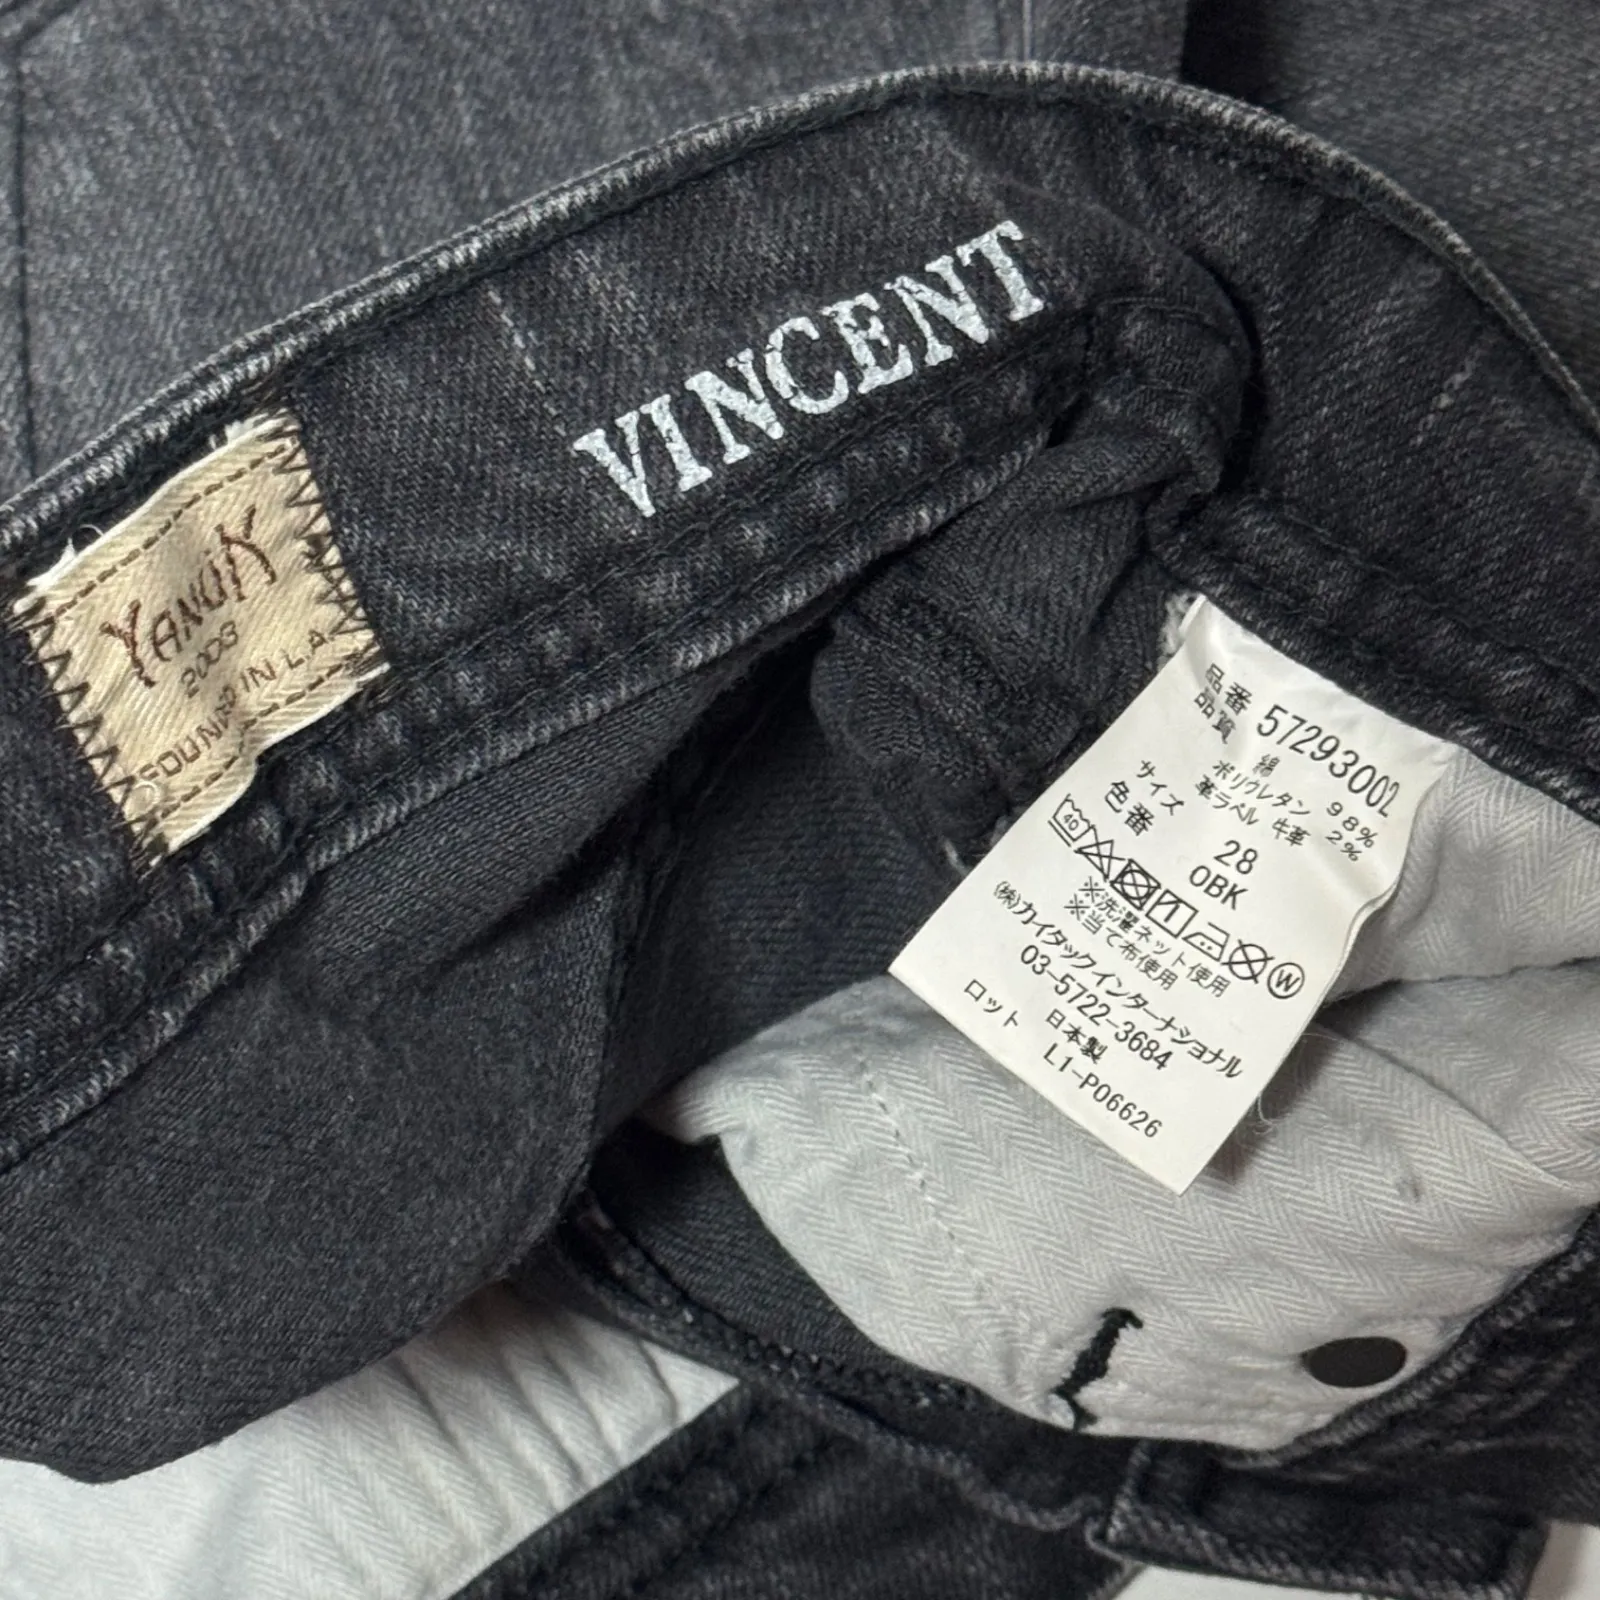 VINCENT
YANUK
2003
FOUND IN L.A.
品番 57293002
品質
綿 98%
ポリウレタン 2%
革ラベル 牛革
サイズ 28
色番 0BK
40
W
※洗濯ネット使用
※当て布使用
(株)カイタックインターナショナル
03-5722-3684
日本製
ロット L1-P06626